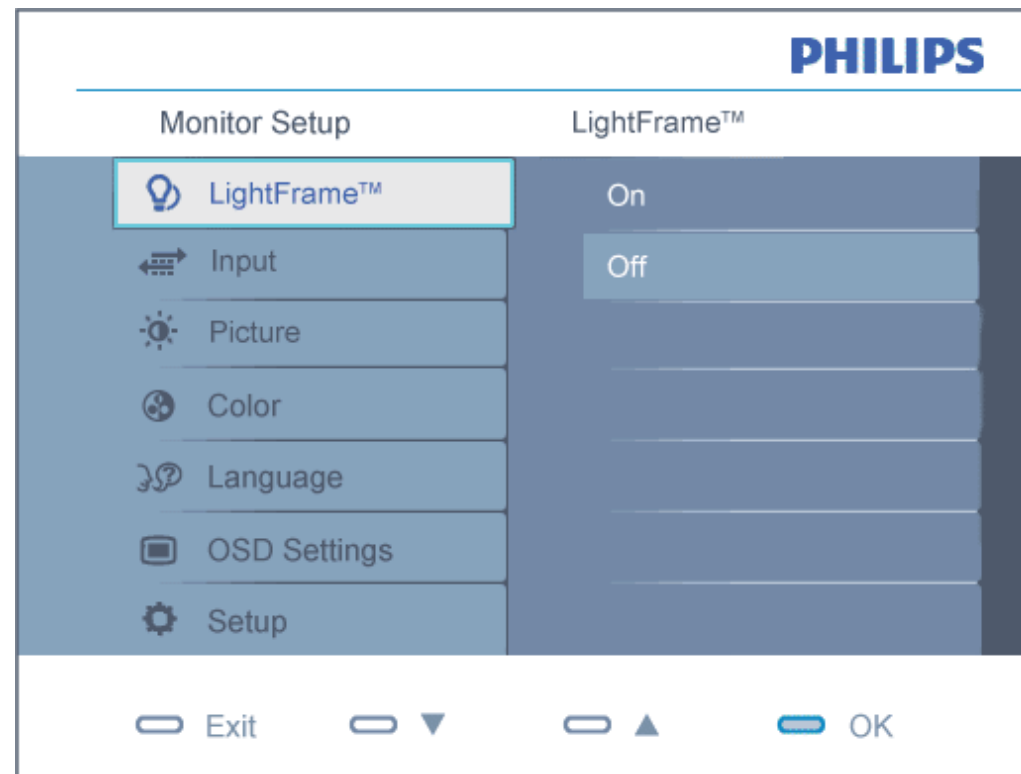 PHILIPS
Monitor Setup
LightFrame™
LightFrame™
On
Input
Off
Picture
Color
Language
OSD Settings
Setup
Exit ▼ ▲ OK